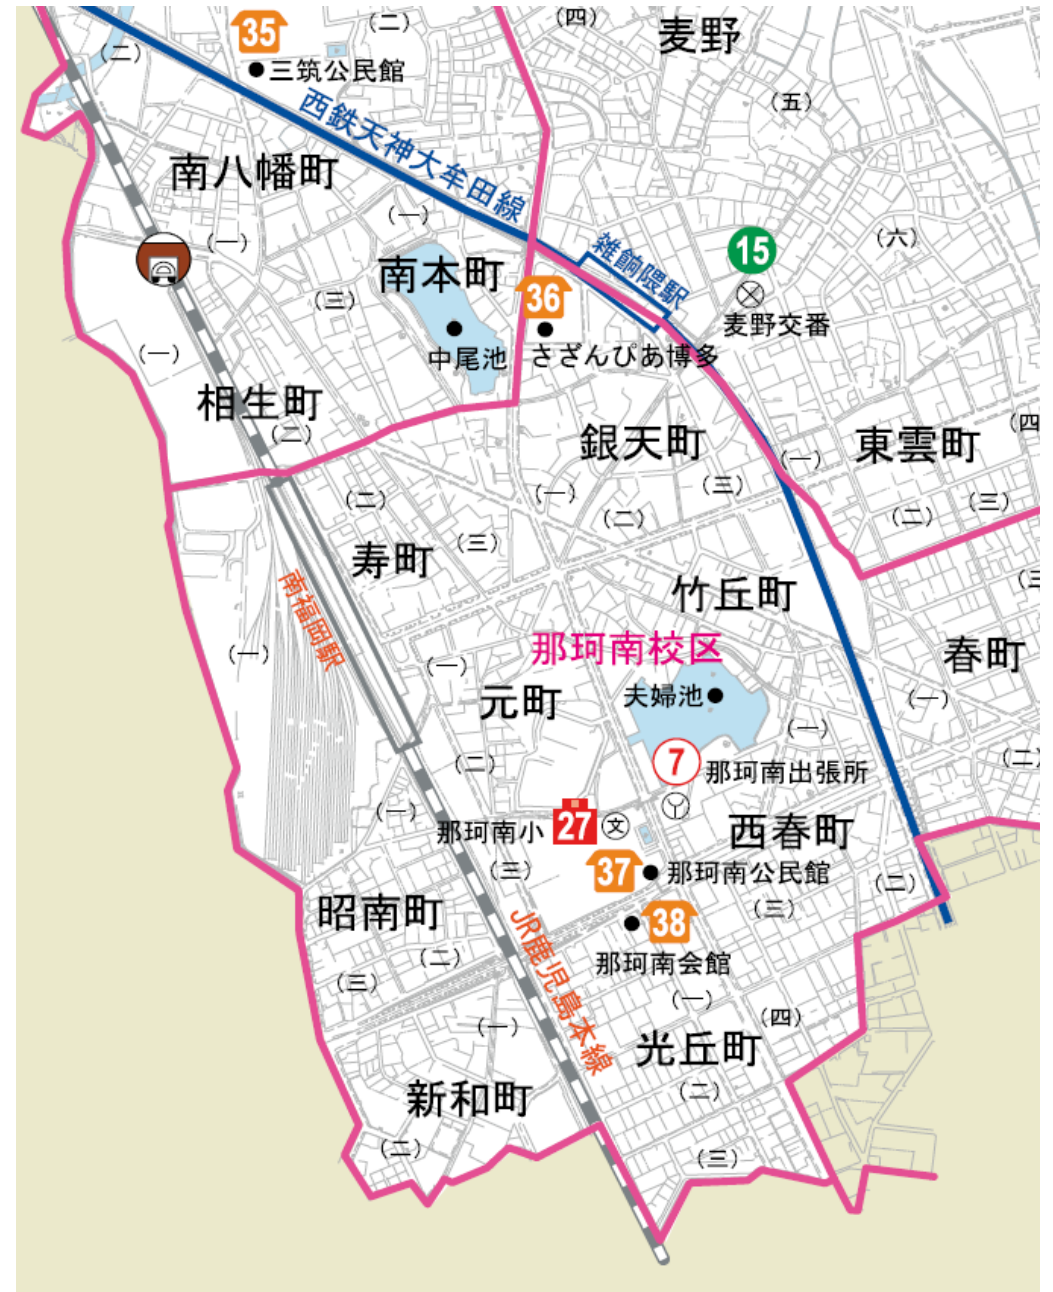 (四)
35
(二)
麦野
(二)
三筑公民館
(五)
西鉄天神大牟田線
南八幡町
(一)
(一)
(六)
15
雑餉隈駅
南本町
36
(三)
麦野交番
中尾池
さざんぴあ博多
(一)
相生町
(二)
銀天町
(一)
東雲町
(四
(二)
(一)
(三)
(三)
(二)
(二)
寿町
(三)
竹丘町
(三
南福岡駅
那珂南校区
春町
(一)
(一)
元町
夫婦池
(一)
(一)
(二)
7
那珂南出張所
(二)
(一)
那珂南小
27
文
西春町
37
那珂南公民館
(三)
(二)
昭南町
38
(三)
JR鹿児島本線
(二)
那珂南会館
(三)
(一)
(四)
(一)
光丘町
(二)
新和町
(二)
(三)